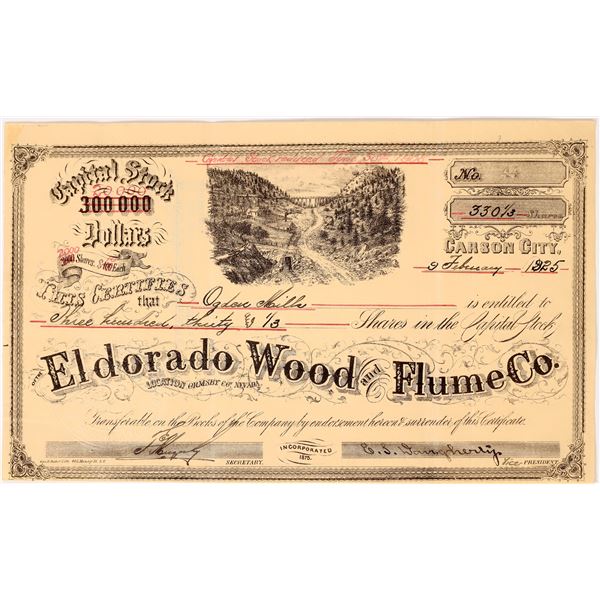 Capital Stock
300 000
Dollars
3000 Shares. $100 Each.
No.
330 1/3 Shares
CARSON CITY,
9 February 1925
THIS CERTIFIES
that Ogden Mills is entitled to
Three hundred, thirty & 1/3 Shares in the Capital Stock
OF THE Eldorado Wood and Flume Co.
LOCATION ORMSBY CO. NEVADA
Transferable on the Books of the Company by endorsement hereon & surrender of this Certificate.
SECRETARY.
INCORPORATED
1875.
Vice PRESIDENT